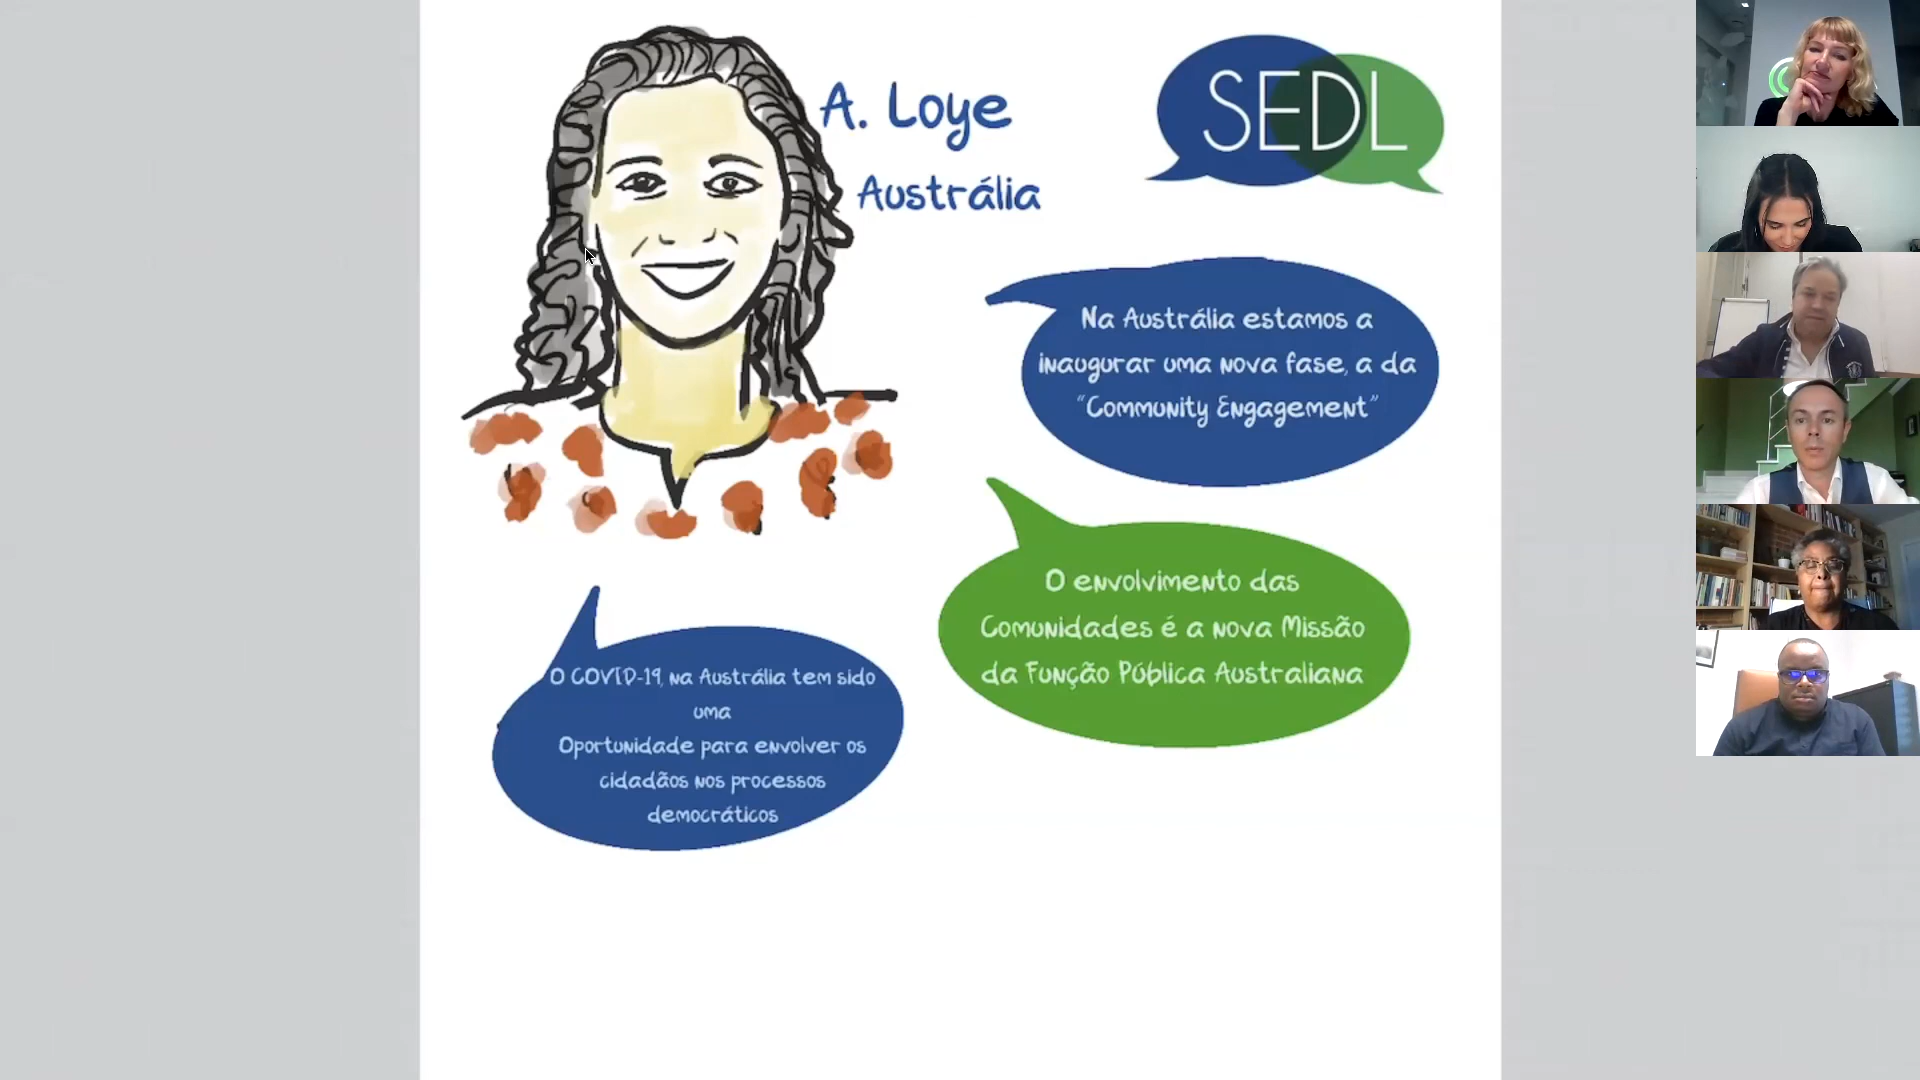 A. Loye
Austrália
SEDL
Na Austrália estamos a
inaugurar uma nova fase, a da
“Community Engagement”
O envolvimento das
Comunidades é a nova Missão
da Função Pública Australiana
O COVID-19, na Austrália tem sido
uma
Oportunidade para envolver os
cidadãos nos processos
democráticos